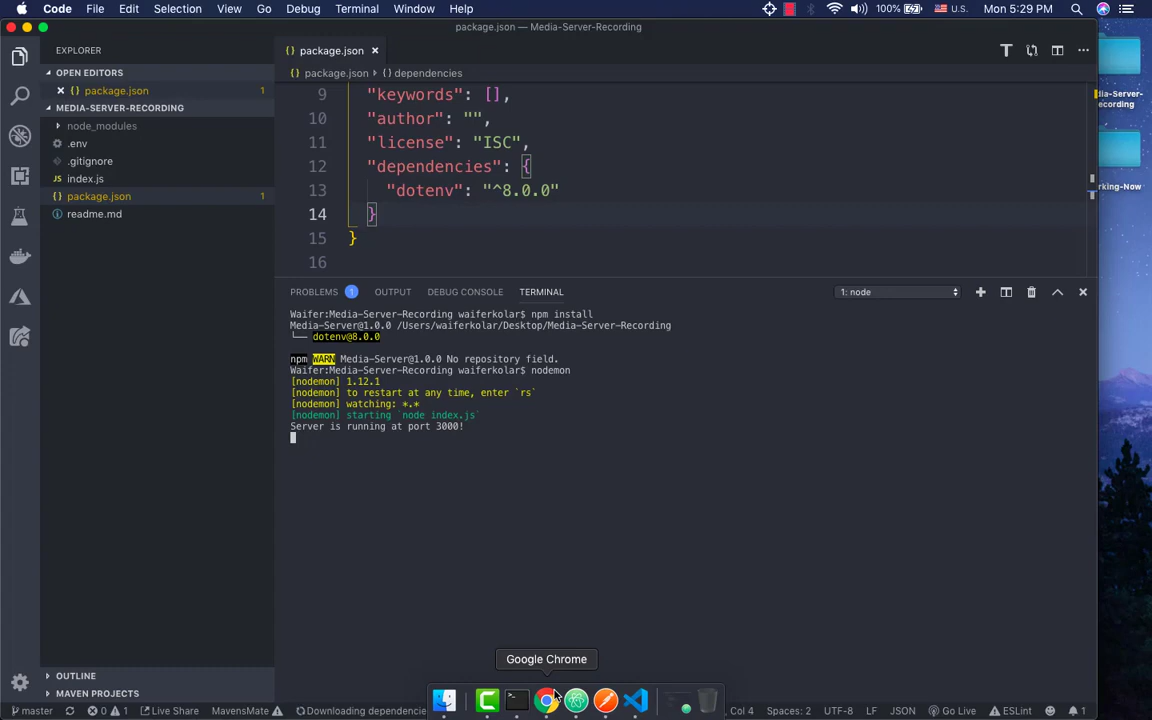 Code File Edit Selection View Go Debug Terminal Window Help 100% U.S. Mon 5:29 PM
package.json — Media-Server-Recording
EXPLORER
OPEN EDITORS
package.json 1
MEDIA-SERVER-RECORDING
node_modules
.env
.gitignore
index.js
package.json 1
readme.md
OUTLINE
MAVEN PROJECTS
{} package.json
{} package.json {} dependencies
9 "keywords": [],
10 "author": "",
11 "license": "ISC",
12 "dependencies": {
13 "dotenv": "^8.0.0"
14 }
15 }
16
PROBLEMS 1 OUTPUT DEBUG CONSOLE TERMINAL 1: node
Waifer:Media-Server-Recording waiferkolar$ npm install
Media-Server@1.0.0 /Users/waiferkolar/Desktop/Media-Server-Recording
└── dotenv@8.0.0
npm WARN Media-Server@1.0.0 No repository field.
Waifer:Media-Server-Recording waiferkolar$ nodemon
[nodemon] 1.12.1
[nodemon] to restart at any time, enter `rs`
[nodemon] watching: *.*
[nodemon] starting `node index.js`
Server is running at port 3000!
Google Chrome
master 0 1 Live Share MavensMate Downloading dependencie Col 4 Spaces: 2 UTF-8 LF JSON Go Live ESLint 1
dia-Server-
ecording
rking-Now